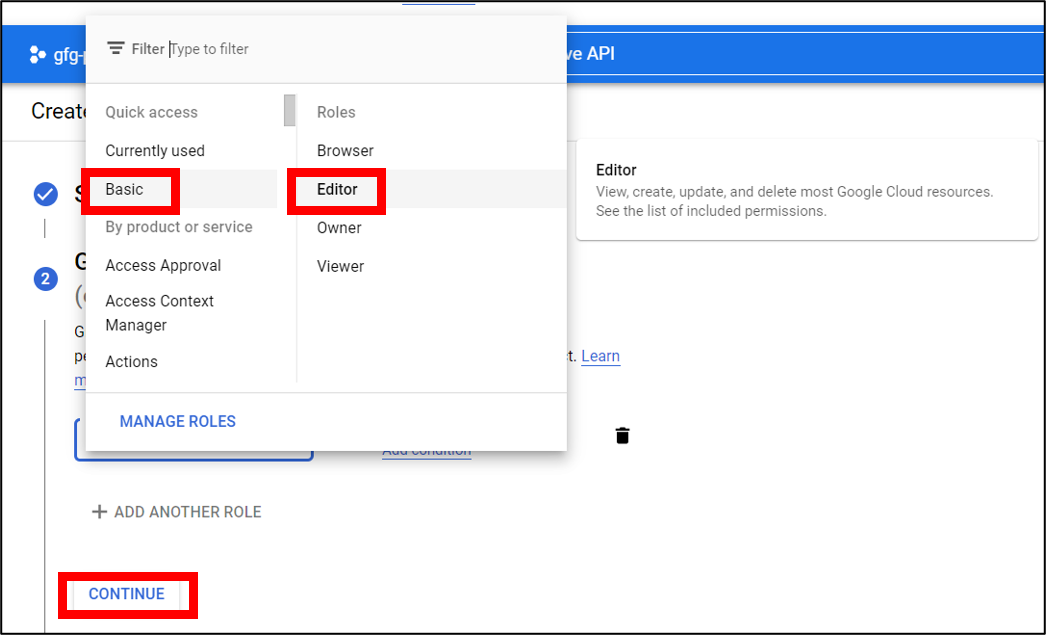 Filter Type to filter
gfg-
ve API
Create
Quick access
Roles
Currently used
Browser
Basic
Editor
By product or service
Owner
Access Approval
Viewer
Access Context
Manager
Actions
MANAGE ROLES
Editor
View, create, update, and delete most Google Cloud resources.
See the list of included permissions.
2
t. Learn
Add condition
ADD ANOTHER ROLE
CONTINUE